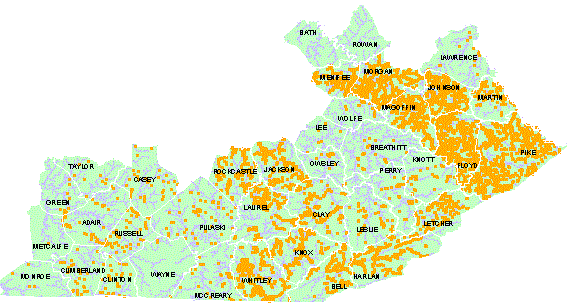 BATH
ROWAN
LAWRENCE
MENIFEE
MORGAN
JOHNSON
MARTIN
MAGOFFIN
WOLFE
LEE
BREATHITT
PIKE
KNOTT
FLOYD
OWSLEY
PERRY
TAYLOR
CASEY
ROCKCASTLE
JACKSON
GREEN
LAUREL
CLAY
ADAIR
RUSSELL
PULASKI
LESLIE
LETCHER
METCALFE
KNOX
MONROE
CUMBERLAND
CLINTON
WAYNE
WHITLEY
HARLAN
BELL
MCCREARY